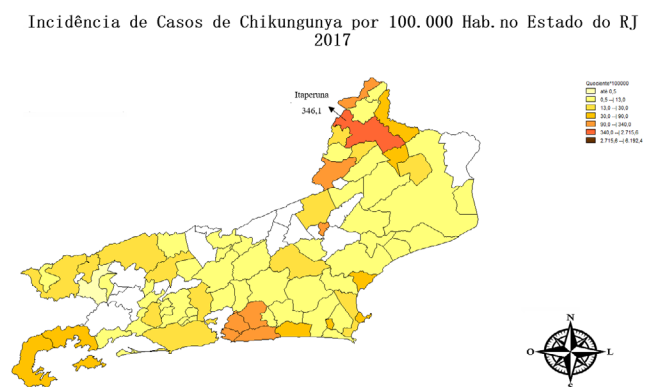 Incidência de Casos de Chikungunya por 100.000 Hab.no Estado do RJ
2017
Itaperuna
346,1
Quociente*100000
até 0,5
0,5 --| 13,0
13,0 --| 30,0
30,0 --| 90,0
90,0 --| 340,0
340,0 --| 2.715,6
2.715,6 --| 6.192,4
N
O
L
S